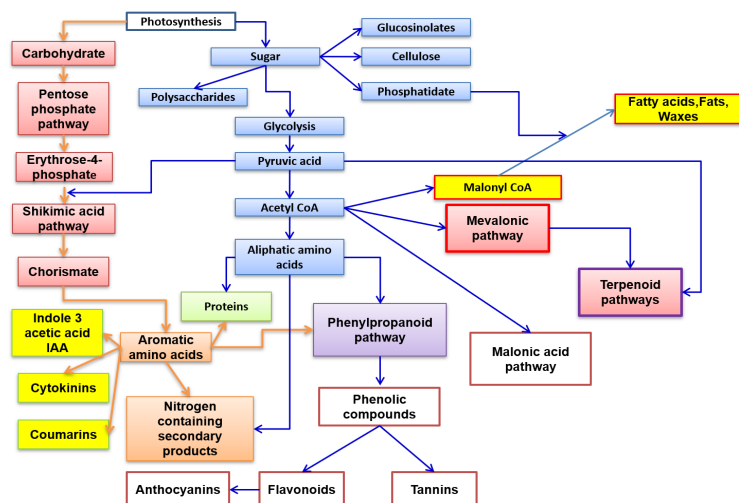 Photosynthesis
Glucosinolates
Carbohydrate
Sugar
Cellulose
Pentose
phosphate
pathway
Polysaccharides
Phosphatidate
Fatty acids,Fats,
Waxes
Glycolysis
Erythrose-4-
phosphate
Pyruvic acid
Malonyl CoA
Shikimic acid
pathway
Acetyl CoA
Mevalonic
pathway
Chorismate
Aliphatic amino
acids
Terpenoid
pathways
Indole 3
acetic acid
IAA
Proteins
Phenylpropanoid
pathway
Aromatic
amino acids
Malonic acid
pathway
Cytokinins
Coumarins
Nitrogen
containing
secondary
products
Phenolic
compounds
Anthocyanins
Flavonoids
Tannins